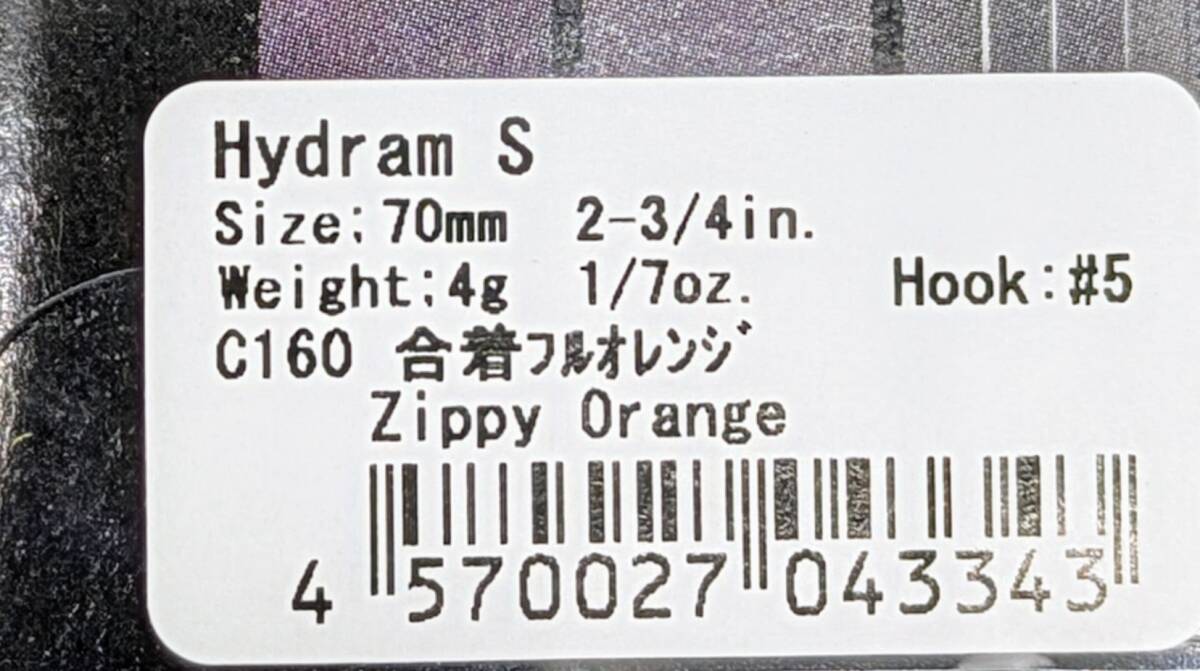 Hydram S
Size:70mm 2-3/4in.
Weight:4g 1/7oz. Hook:#5
C160 合着フルオレンジ
Zippy Orange
4 570027 043343